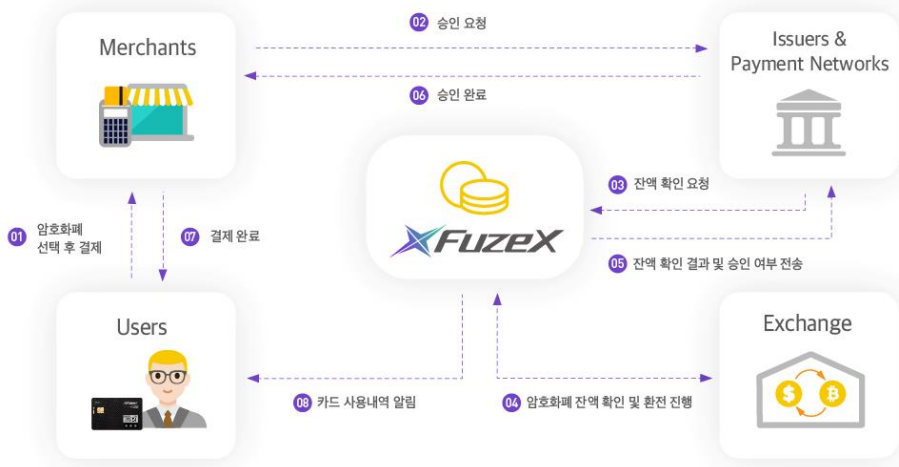 02 승인 요청
Merchants
Issuers &
Payment Networks
06 승인 완료
03 잔액 확인 요청
FuzeX
01 암호화폐
선택 후 결제
07 결제 완료
05 잔액 확인 결과 및 승인 여부 전송
Users
Exchange
$
B
08 카드 사용내역 알림
04 암호화폐 잔액 확인 및 환전 진행